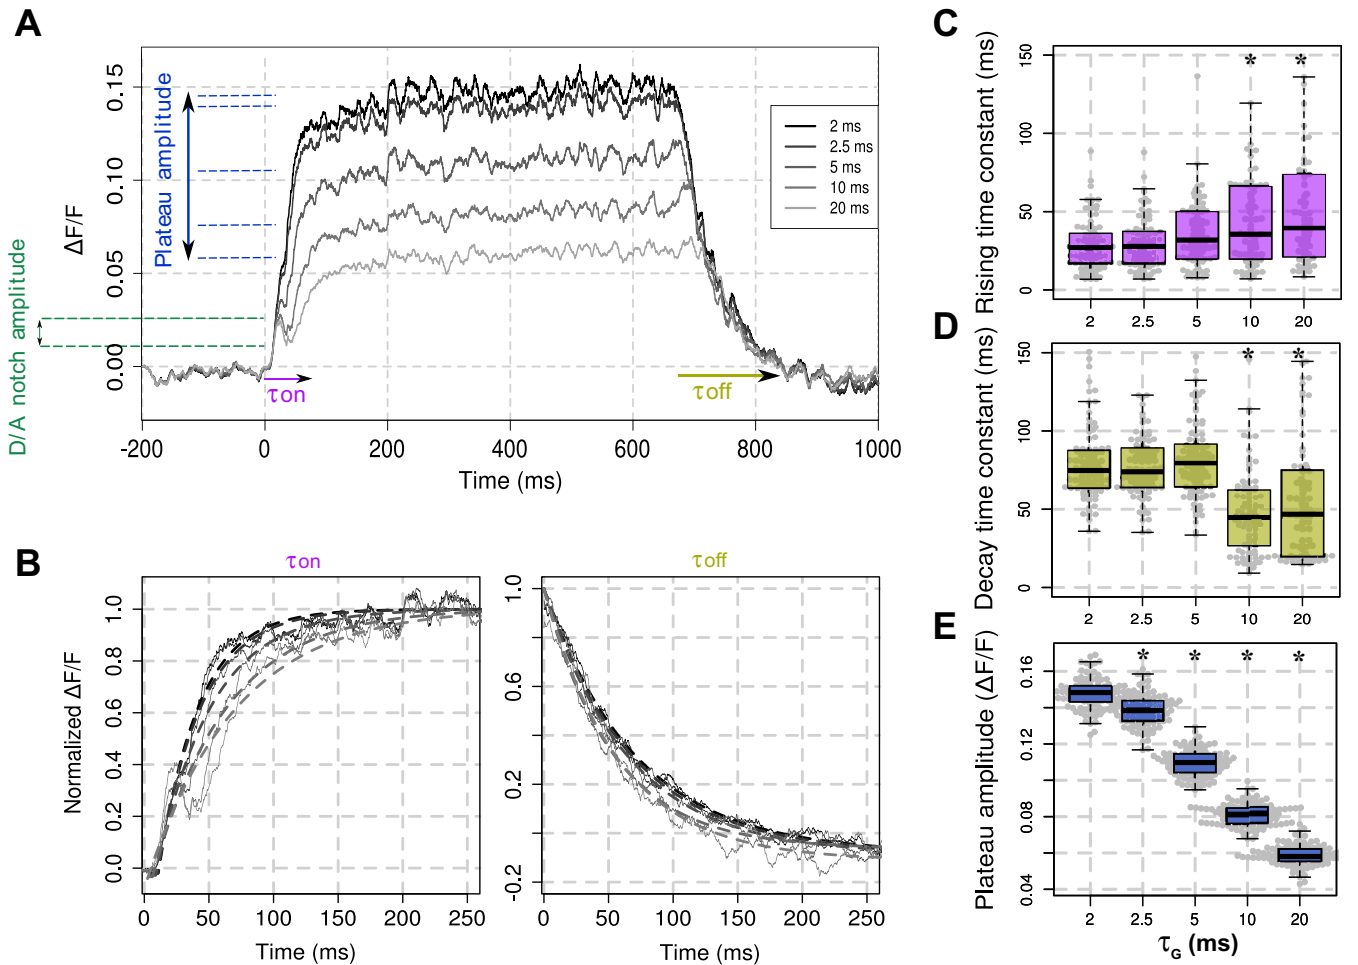 A
ΔF/F
0.00
0.05
0.10
0.15
Plateau amplitude
D/A notch amplitude
2 ms
2.5 ms
5 ms
10 ms
20 ms
τon
τoff
-200
0
200
400
600
800
1000
Time (ms)
B
τon
Normalized ΔF/F
0.0
0.2
0.4
0.6
0.8
1.0
0
50
100
150
200
250
Time (ms)
τoff
-0.2
0.2
0.6
1.0
0
50
100
150
200
250
Time (ms)
C
Rising time constant (ms)
0
50
100
150
* *
2
2.5
5
10
20
D
Decay time constant (ms)
0
50
100
150
* *
2
2.5
5
10
20
E
Plateau amplitude (ΔF/F)
0.04
0.08
0.12
0.16
* * * *
2
2.5
5
10
20
τG (ms)